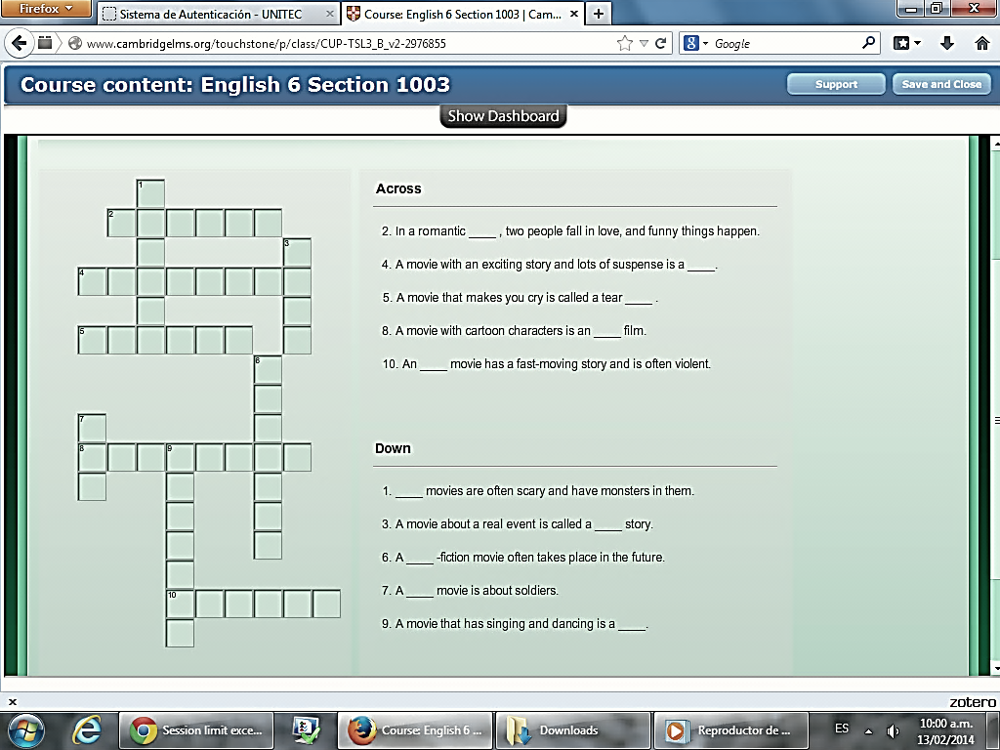 Firefox
Sistema de Autenticación - UNITEC
Course: English 6 Section 1003 | Cam...
www.cambridgelms.org/touchstone/p/class/CUP-TSL3_B_v2-2976855
Google
Course content: English 6 Section 1003
Support
Save and Close
Show Dashboard
1
2
3
4
5
6
7
8
9
10
Across
2. In a romantic ____ , two people fall in love, and funny things happen.
4. A movie with an exciting story and lots of suspense is a ____.
5. A movie that makes you cry is called a tear ____ .
8. A movie with cartoon characters is an ____ film.
10. An ____ movie has a fast-moving story and is often violent.
Down
1. ____ movies are often scary and have monsters in them.
3. A movie about a real event is called a ____ story.
6. A ____ -fiction movie often takes place in the future.
7. A ____ movie is about soldiers.
9. A movie that has singing and dancing is a ____.
x
zotero
Session limit exce...
Course: English 6 ...
Downloads
Reproductor de ...
ES
10:00 a.m.
13/02/2014